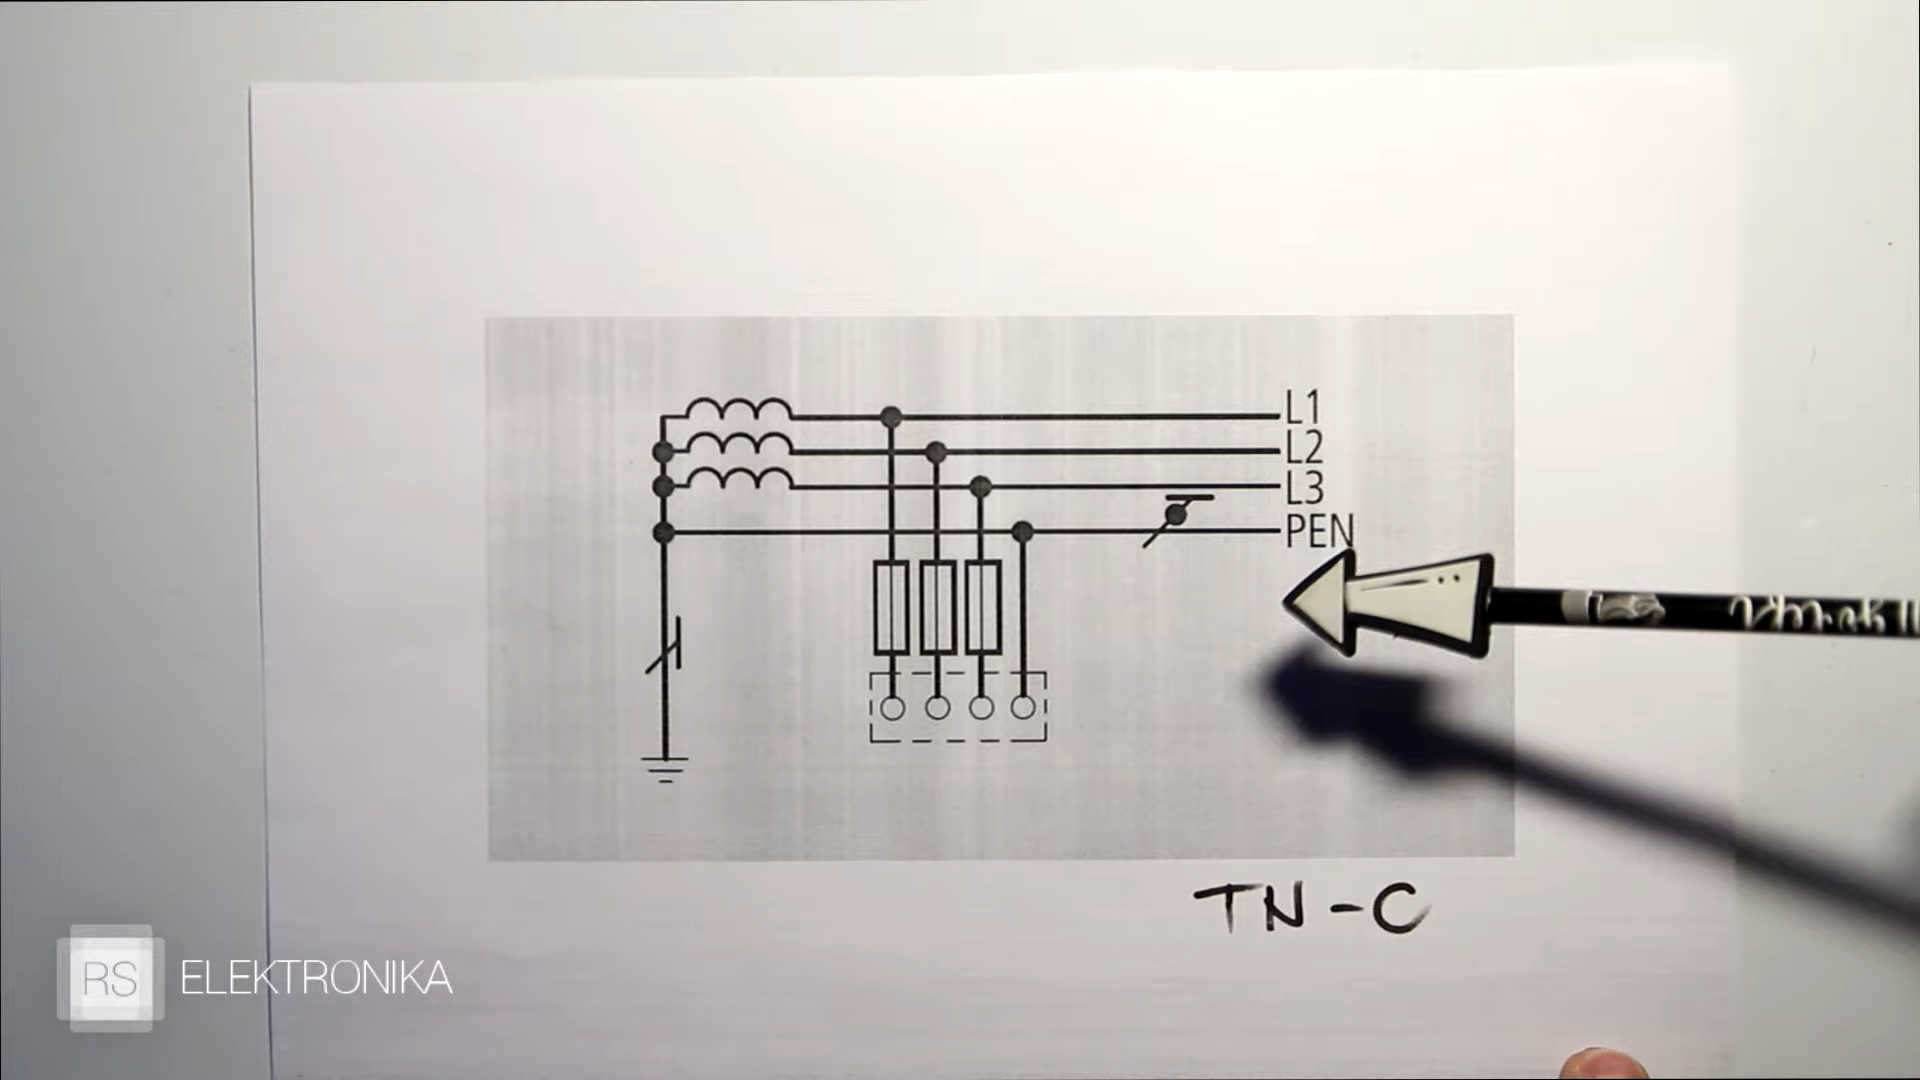 L1
L2
L3
PEN
TN-C
RS ELEKTRONIKA